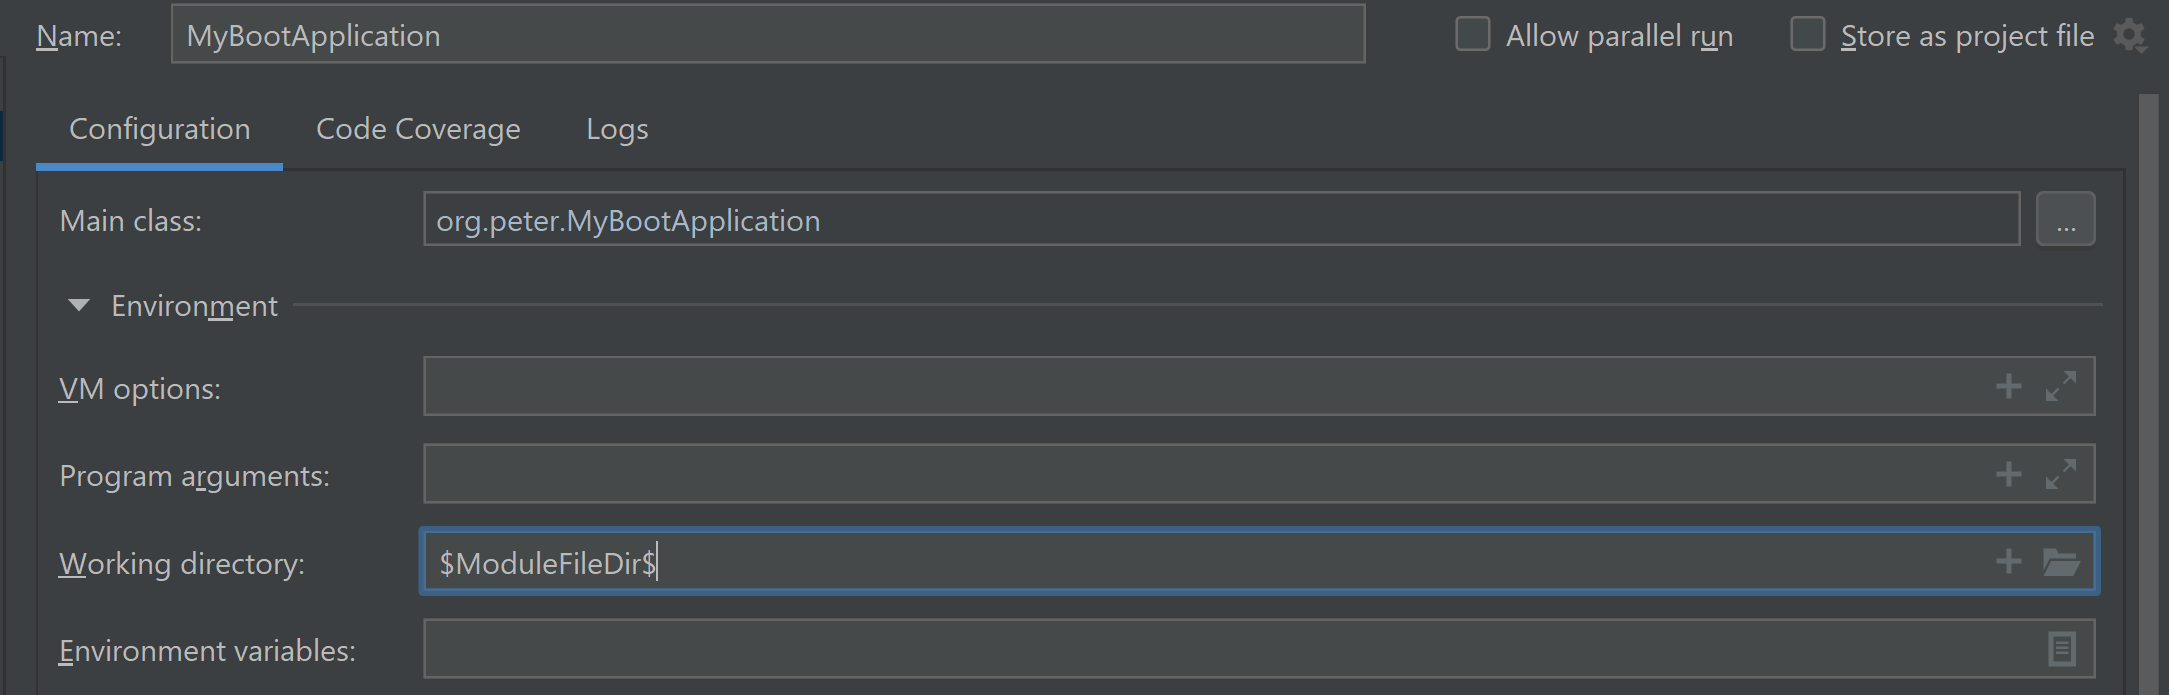 Name: MyBootApplication Allow parallel run Store as project file
Configuration Code Coverage Logs
Main class: org.peter.MyBootApplication ...
Environment
VM options:
Program arguments:
Working directory: $ModuleFileDir$
Environment variables: